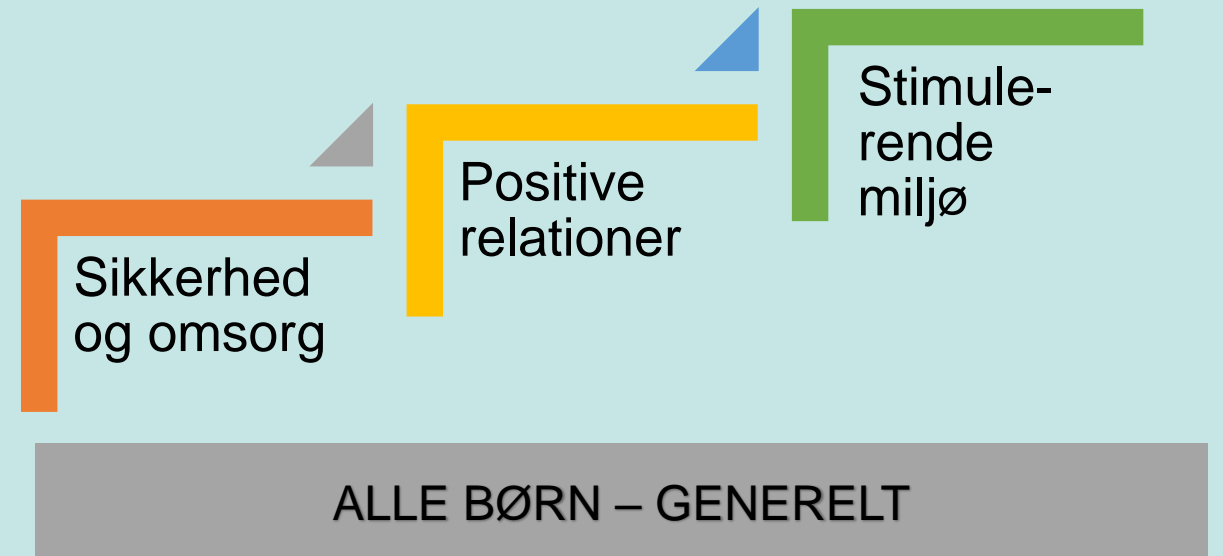 Sikkerhed
og omsorg
Positive
relationer
Stimule-
rende
miljø
ALLE BØRN – GENERELT